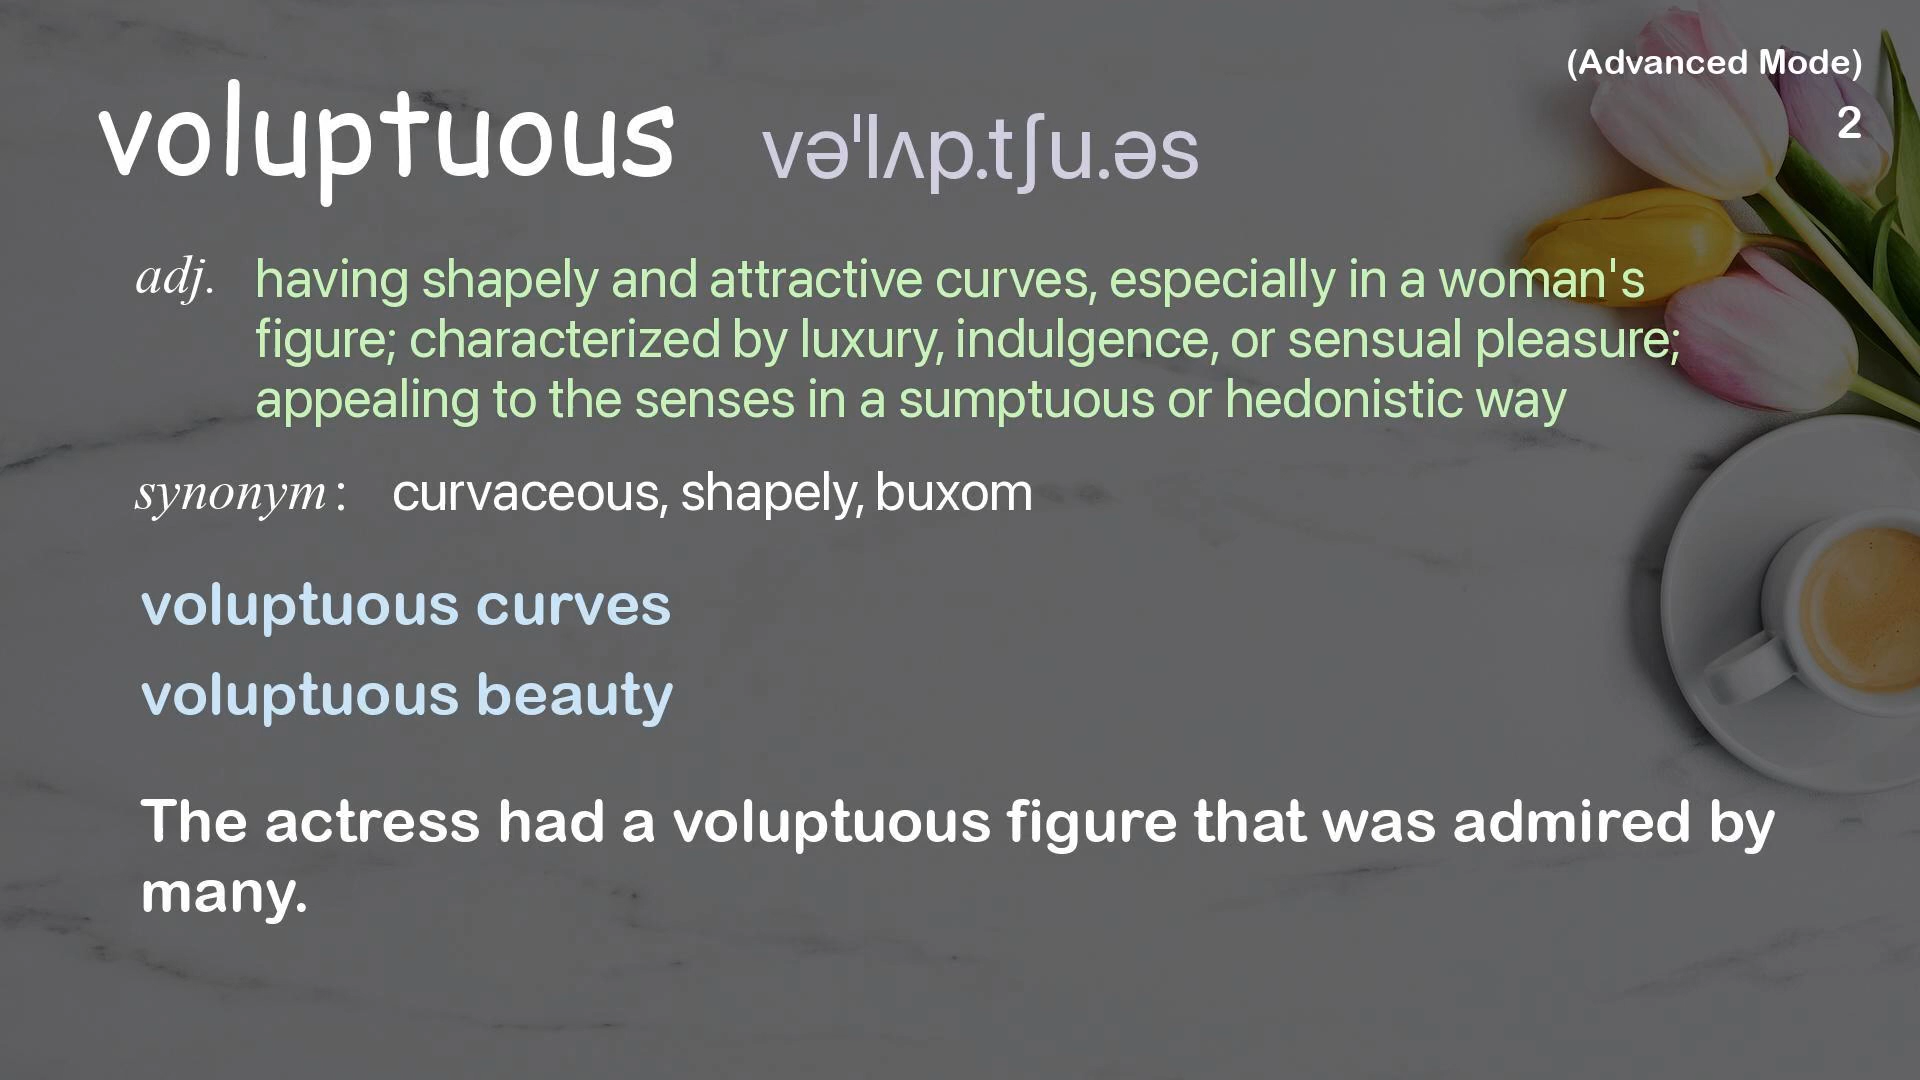 (Advanced Mode)
2
voluptuous vəˈlʌp.tʃu.əs
adj. having shapely and attractive curves, especially in a woman's
figure; characterized by luxury, indulgence, or sensual pleasure;
appealing to the senses in a sumptuous or hedonistic way
synonym: curvaceous, shapely, buxom
voluptuous curves
voluptuous beauty
The actress had a voluptuous figure that was admired by
many.